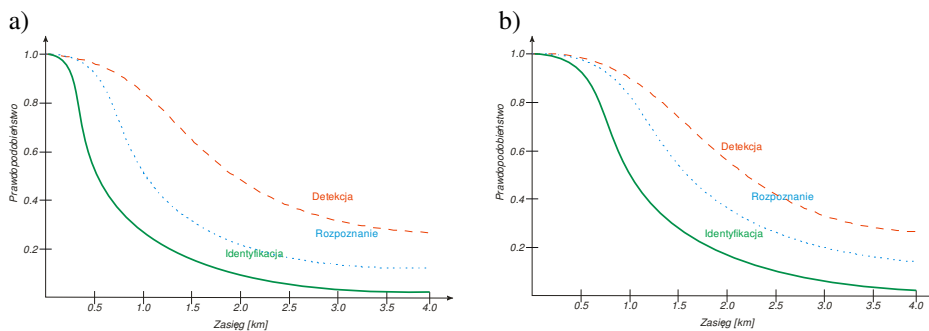 a)
1.0
0.8
0.6
0.4
0.2
Prawdopodobieństwo
Detekcja
Rozpoznanie
Identyfikacja
0.5 1.0 1.5 2.0 2.5 3.0 3.5 4.0
Zasięg [km]
b)
1.0
0.8
0.6
0.4
0.2
Prawdopodobieństwo
Detekcja
Rozpoznanie
Identyfikacja
0.5 1.0 1.5 2.0 2.5 3.0 3.5 4.0
Zasięg [km]